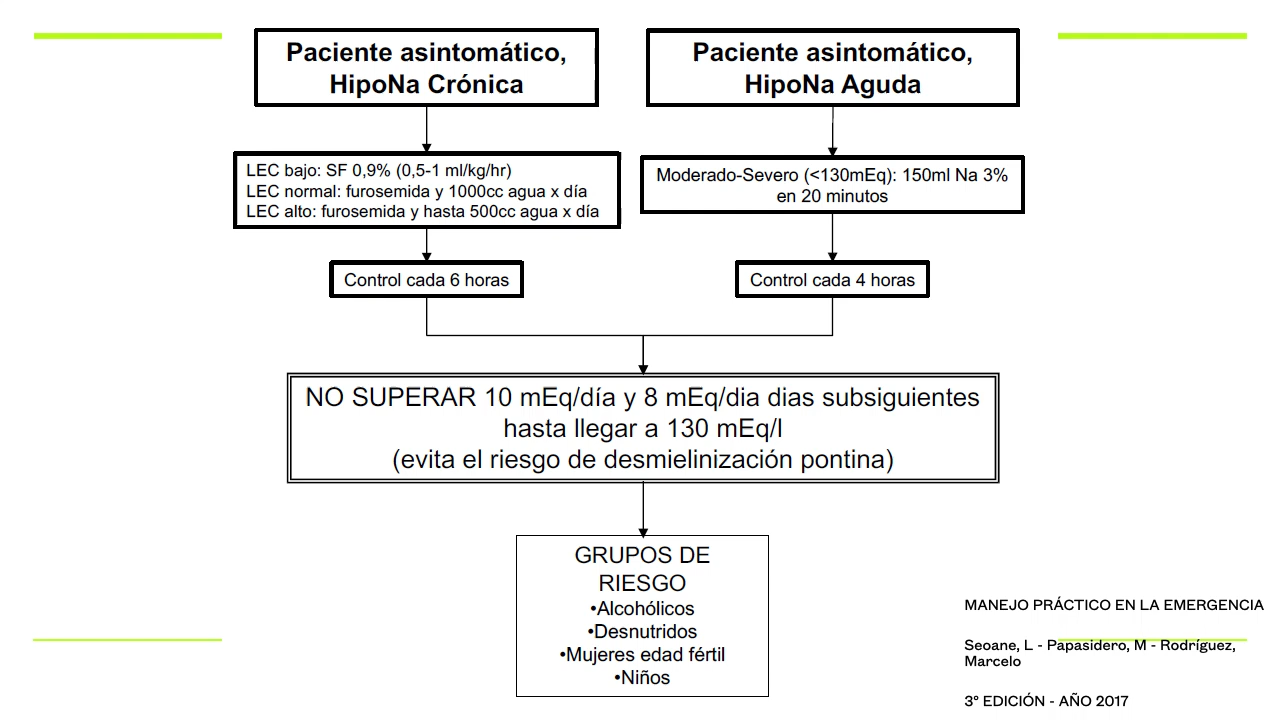 Paciente asintomático,
HipoNa Crónica
Paciente asintomático,
HipoNa Aguda
LEC bajo: SF 0,9% (0,5-1 ml/kg/hr)
LEC normal: furosemida y 1000cc agua x día
LEC alto: furosemida y hasta 500cc agua x día
Moderado-Severo (<130mEq): 150ml Na 3%
en 20 minutos
Control cada 6 horas
Control cada 4 horas
NO SUPERAR 10 mEq/día y 8 mEq/dia dias subsiguientes
hasta llegar a 130 mEq/l
(evita el riesgo de desmielinización pontina)
GRUPOS DE
RIESGO
•Alcohólicos
•Desnutridos
•Mujeres edad fértil
•Niños
MANEJO PRÁCTICO EN LA EMERGENCIA
Seoane, L - Papasidero, M - Rodríguez,
Marcelo
3º EDICIÓN - AÑO 2017